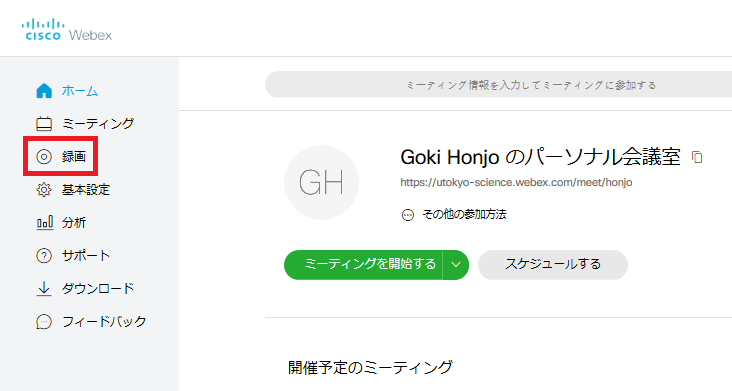 CISCO Webex
ミーティング情報を入力してミーティングに参加する
ホーム
ミーティング
録画
基本設定
分析
サポート
ダウンロード
フィードバック
GH
Goki Honjo のパーソナル会議室
https://utokyo-science.webex.com/meet/honjo
その他の参加方法
ミーティングを開始する
スケジュールする
開催予定のミーティング